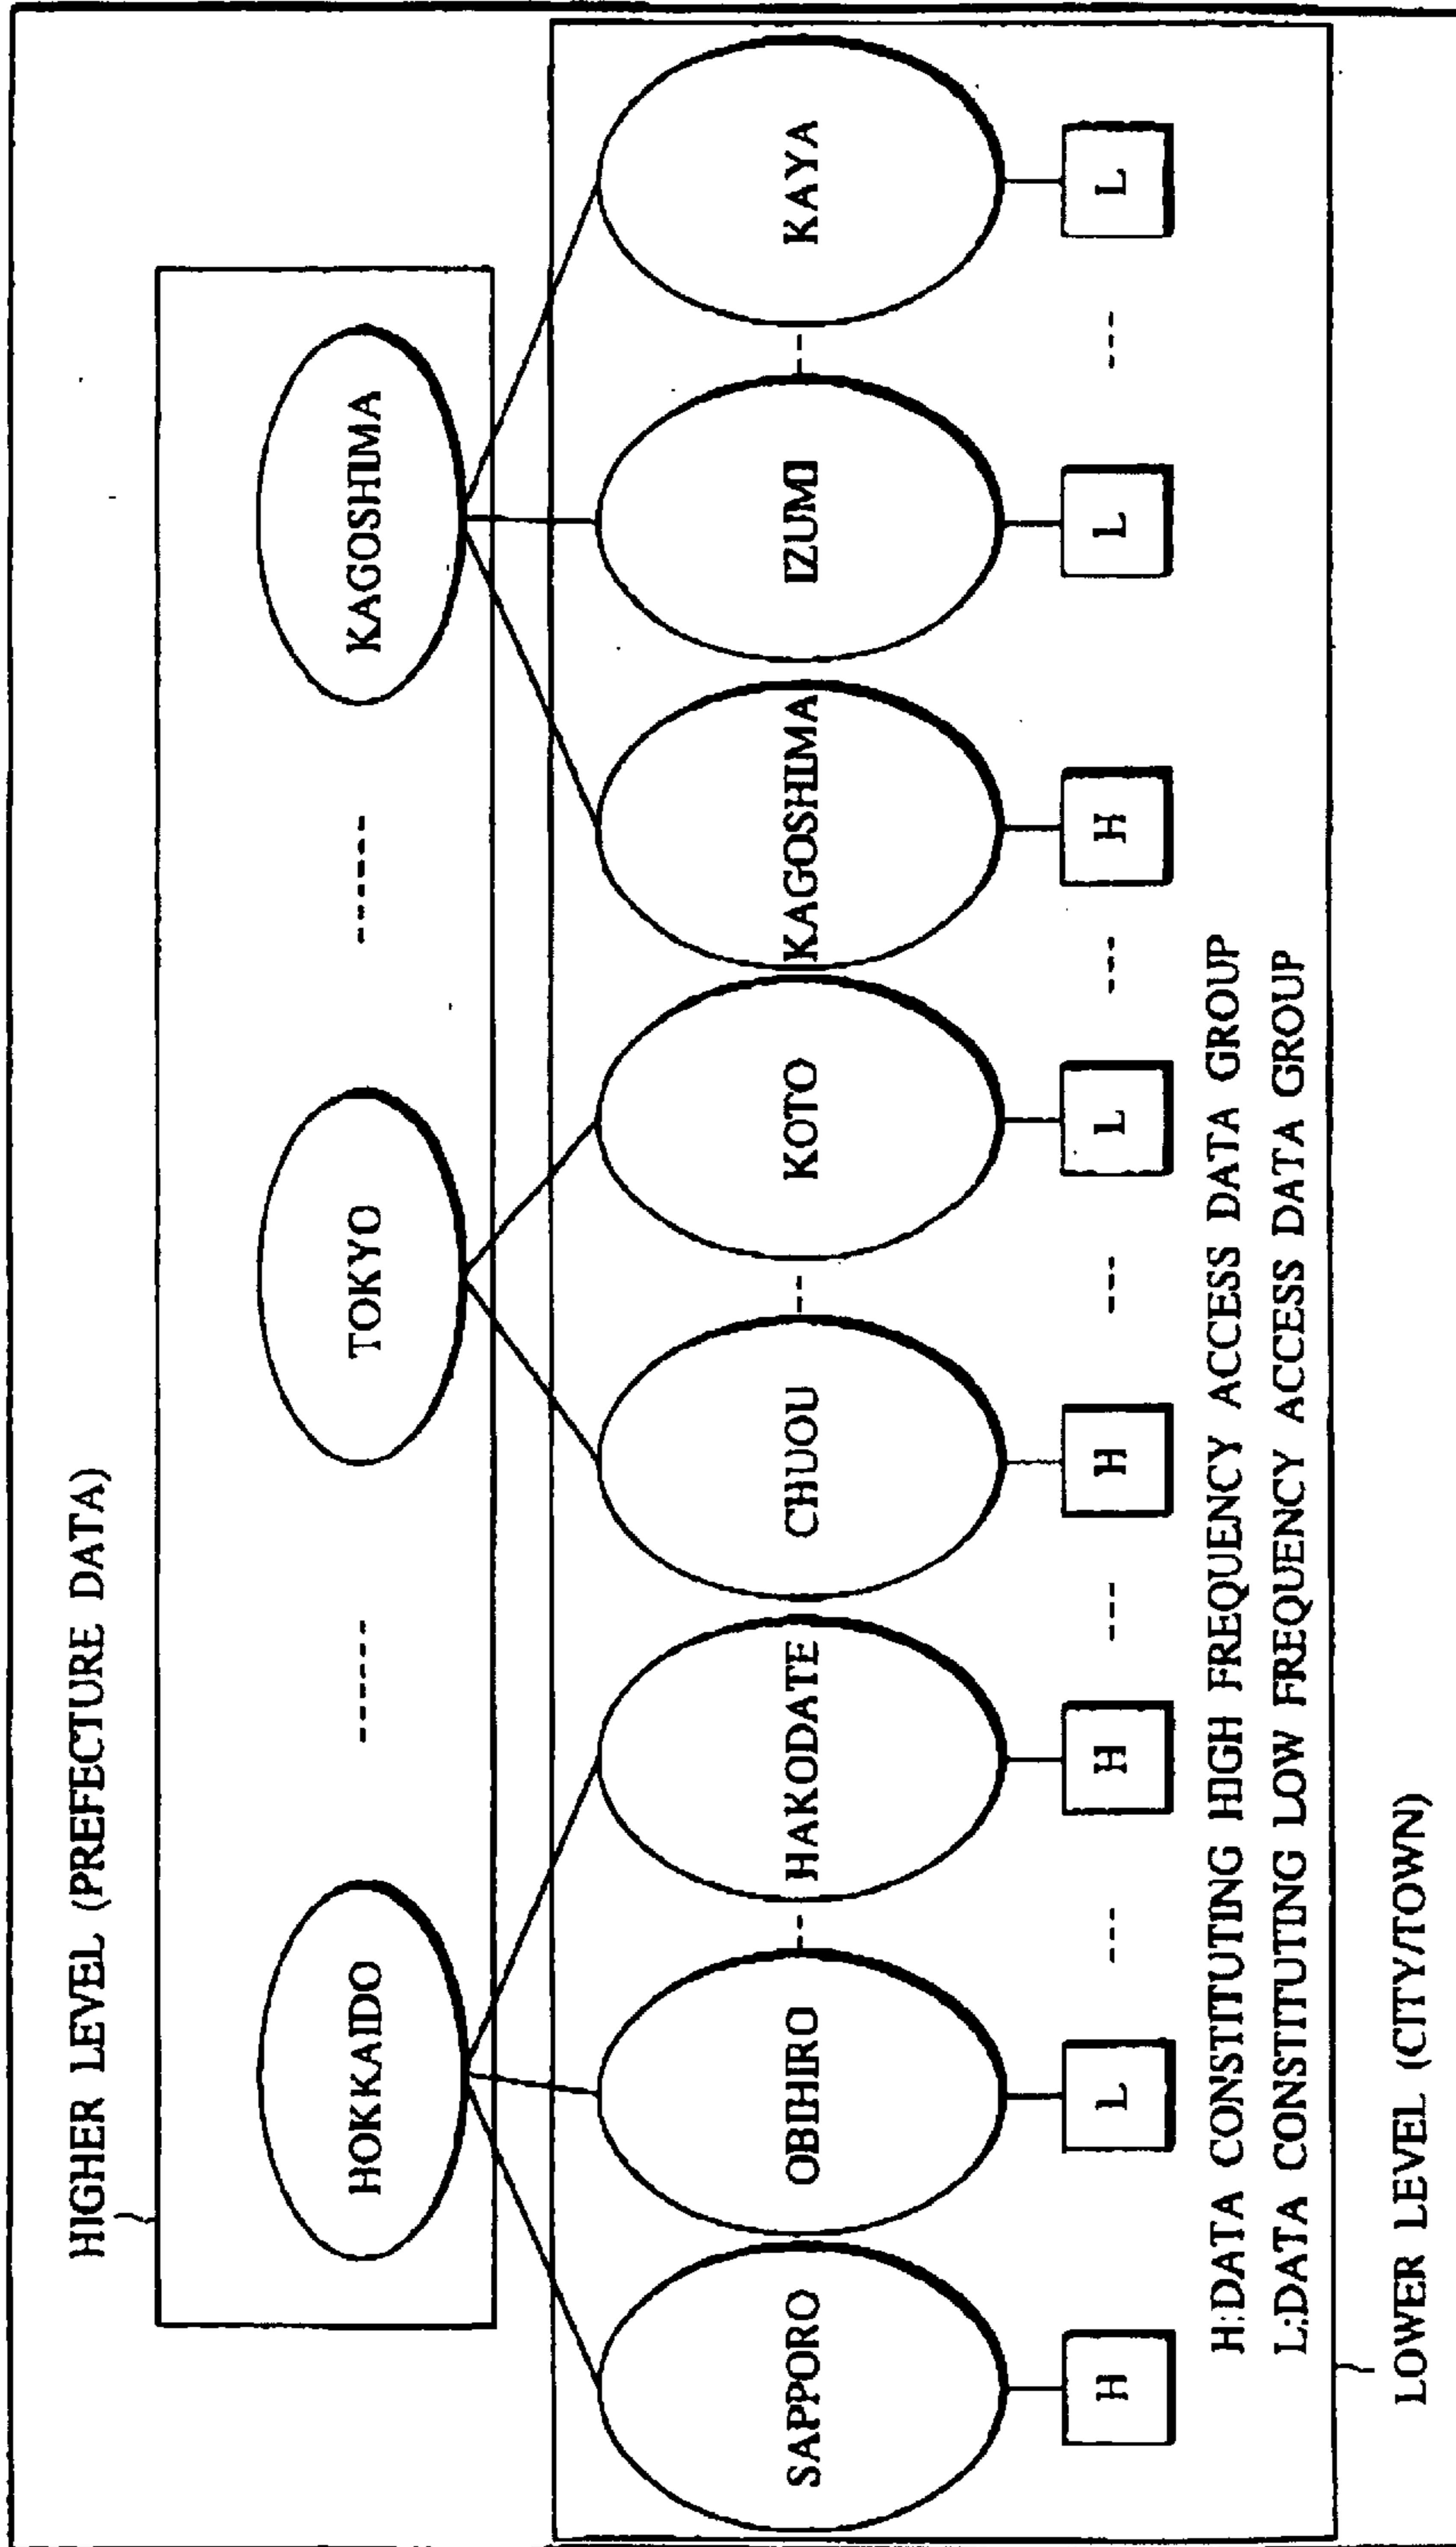 HIGHER LEVEL (PREFECTURE DATA)
HOKKAIDO ----- TOKYO ------ KAGOSHIMA
SAPPORO OBIHIRO --- HAKODATE CHUOU --- KOTO KAGOSHIMA IZUMI --- KAYA
H L --- H --- H --- L --- H L --- L
H:DATA CONSTITUTING HIGH FREQUENCY ACCESS DATA GROUP
L:DATA CONSTITUTING LOW FREQUENCY ACCESS DATA GROUP
LOWER LEVEL (CITY/TOWN)